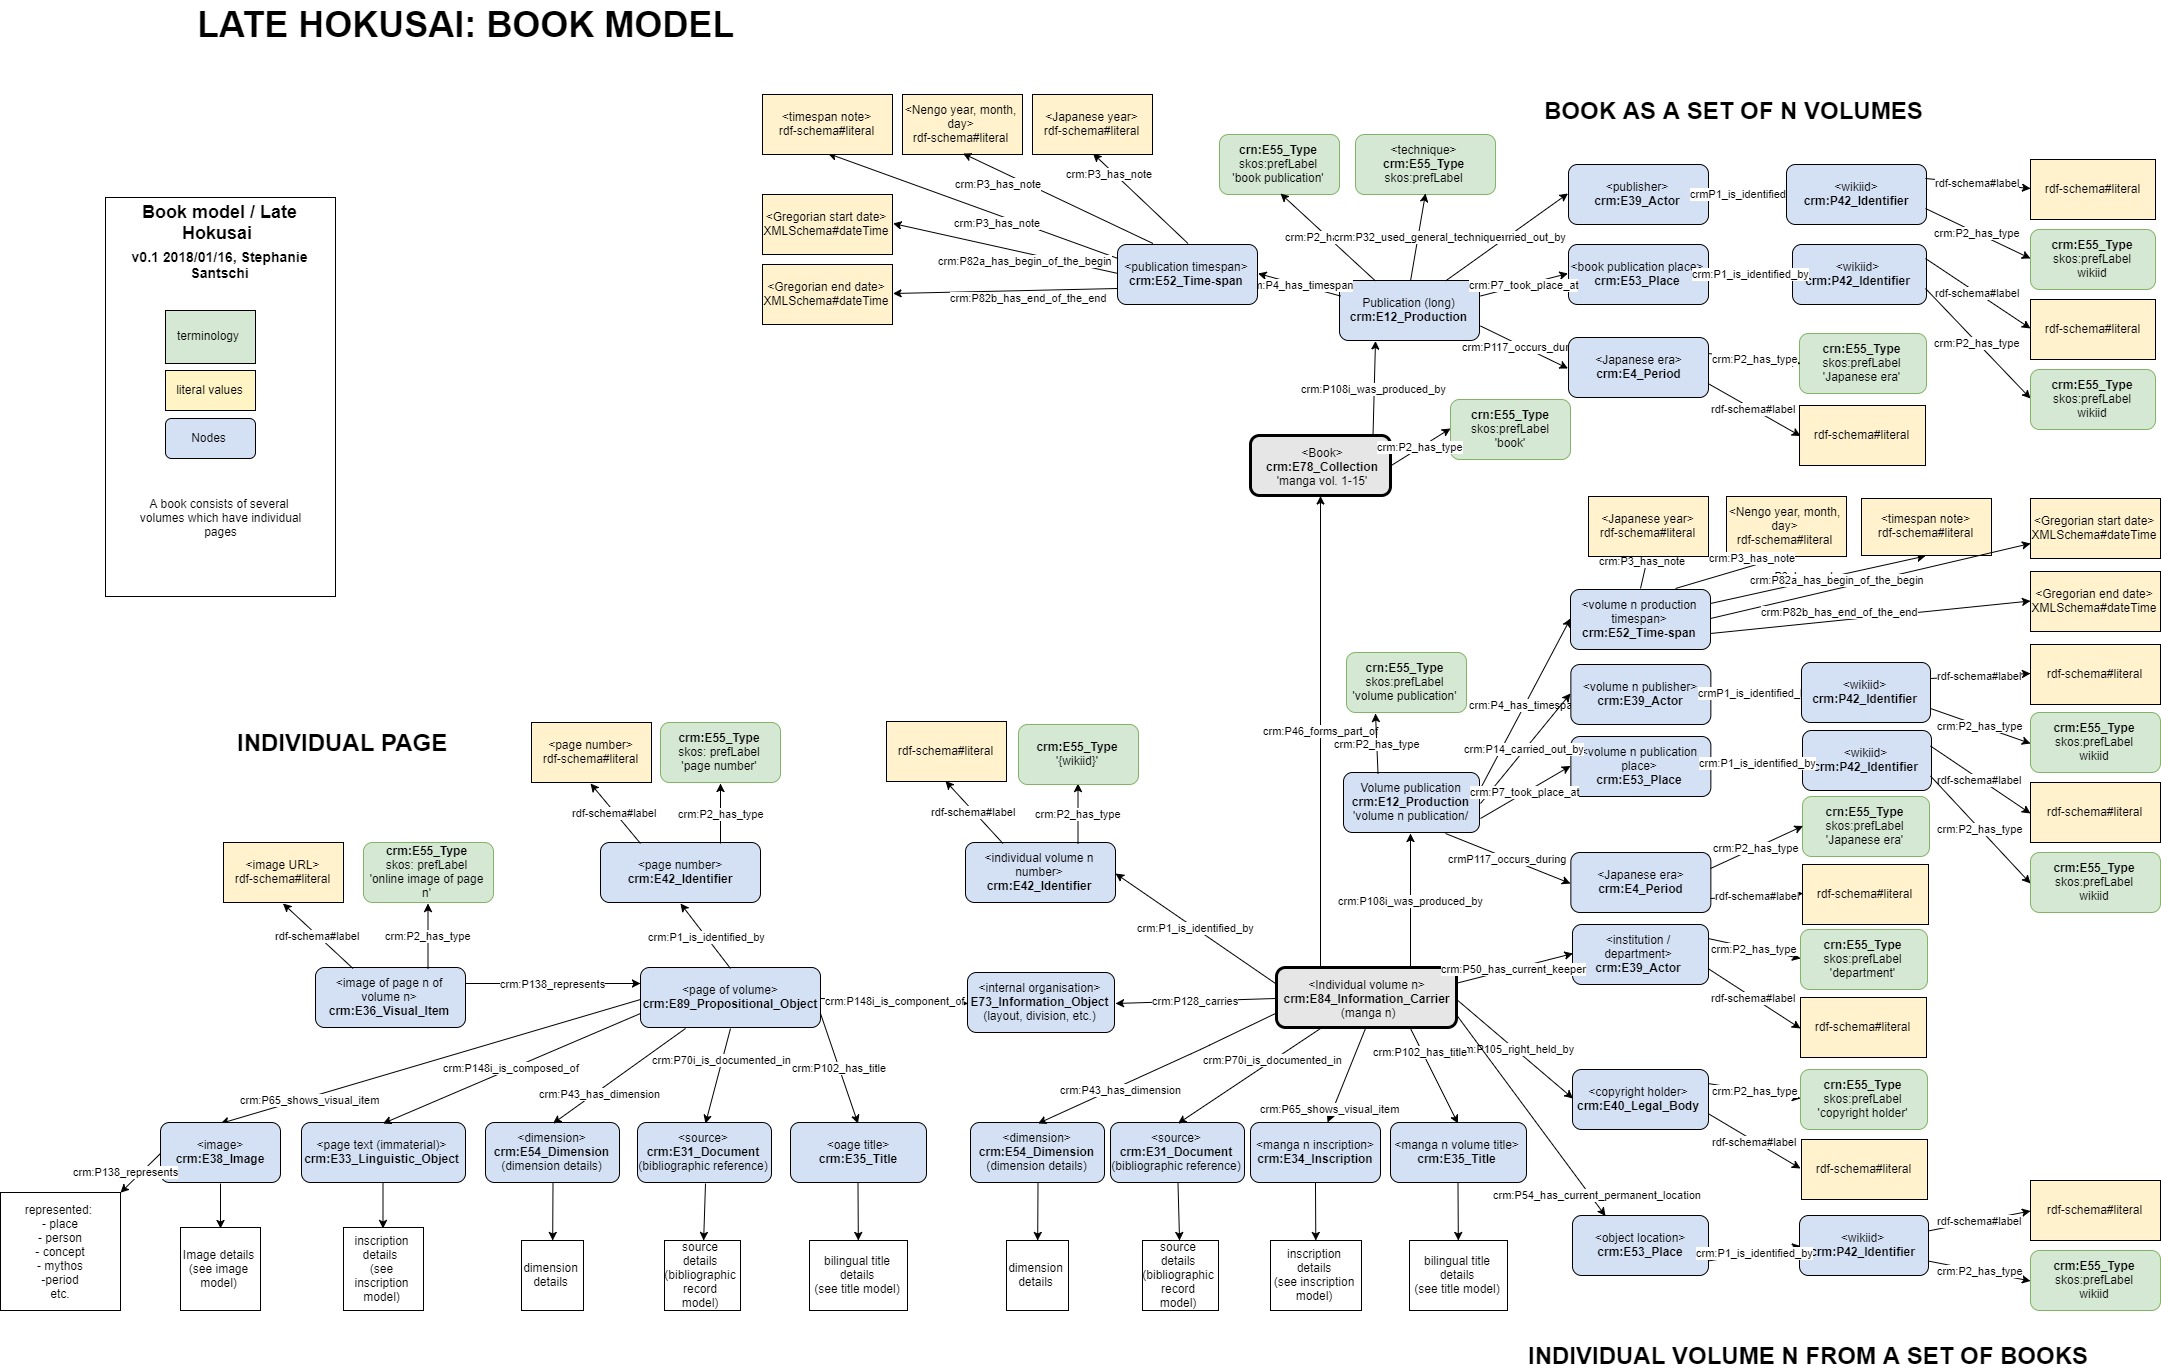 LATE HOKUSAI: BOOK MODEL
Book model / Late
Hokusai
v0.1 2018/01/16, Stephanie
Santschi
terminology
literal values
Nodes
A book consists of several
volumes which have individual
pages
BOOK AS A SET OF N VOLUMES
<timespan note>
rdf-schema#literal
<Nengo year, month,
day>
rdf-schema#literal
<Japanese year>
rdf-schema#literal
<Gregorian start date>
XMLSchema#dateTime
<Gregorian end date>
XMLSchema#dateTime
crm:P3_has_note
crm:P3_has_note
crm:P3_has_note
crm:P82a_has_begin_of_the_begin
crm:P82b_has_end_of_the_end
<publication timespan>
crm:E52_Time-span
crn:E55_Type
skos:prefLabel
'book publication'
<technique>
crm:E55_Type
skos:prefLabel
crm:P2_h
crm:P32_used_general_technique
rried_out_by
:P4_has_timespan
Publication (long)
crm:E12_Production
crm:P7_took_place_at
crm:P117_occurs_dur
<publisher>
crm:E39_Actor
crmP1_is_identified
<wikiid>
crm:P42_Identifier
rdf-schema#label
rdf-schema#literal
crm:P2_has_type
crn:E55_Type
skos:prefLabel
wikiid
<book publication place>
crm:E53_Place
crm:P1_is_identified_by
<wikiid>
crm:P42_Identifier
rdf-schema#label
rdf-schema#literal
crm:P2_has_type
crn:E55_Type
skos:prefLabel
wikiid
<Japanese era>
crm:E4_Period
crm:P2_has_type
crn:E55_Type
skos:prefLabel
'Japanese era'
rdf-schema#label
rdf-schema#literal
crm:P108i_was_produced_by
crn:E55_Type
skos:prefLabel
'book'
crm:P2_has_type
<Book>
crm:E78_Collection
'manga vol. 1-15'
<Japanese year>
rdf-schema#literal
<Nengo year, month,
day>
rdf-schema#literal
<timespan note>
rdf-schema#literal
<Gregorian start date>
XMLSchema#dateTime
<Gregorian end date>
XMLSchema#dateTime
crm:P3_has_note
crm:P3_has_note
crm:P82a_has_begin_of_the_begin
crm:P82b_has_end_of_the_end
<volume n production
timespan>
crm:E52_Time-span
crn:E55_Type
skos:prefLabel
'volume publication'
crm:P46_forms_part_of
crm:P2_has_type
crm:P4_has_timespa
crm:P14_carried_out_by
crm:P7_took_place_at
Volume publication
crm:E12_Production
'volume n publication/
crmP117_occurs_during
crm:P108i_was_produced_by
<volume n publisher>
crm:E39_Actor
crmP1_is_identified_
<wikiid>
crm:P42_Identifier
rdf-schema#label
rdf-schema#literal
crm:P2_has_type
crn:E55_Type
skos:prefLabel
wikiid
<volume n publication
place>
crm:E53_Place
crm:P1_is_identified_by
<wikiid>
crm:P42_Identifier
rdf-schema#label
rdf-schema#literal
crm:P2_has_type
crn:E55_Type
skos:prefLabel
wikiid
<Japanese era>
crm:E4_Period
crm:P2_has_type
crn:E55_Type
skos:prefLabel
'Japanese era'
rdf-schema#label
rdf-schema#literal
INDIVIDUAL PAGE
<page number>
rdf-schema#literal
crm:E55_Type
skos: prefLabel
'page number'
rdf-schema#label
crm:P2_has_type
<page number>
crm:E42_Identifier
crm:P1_is_identified_by
<image URL>
rdf-schema#literal
crm:E55_Type
skos: prefLabel
'online image of page
n'
rdf-schema#label
crm:P2_has_type
<image of page n of
volume n>
crm:E36_Visual_Item
crm:P138_represents
<page of volume>
crm:E89_Propositional_Object
crm:P148i_is_component_of
<internal organisation>
E73_Information_Object
(layout, division, etc.)
crm:P128_carries
rdf-schema#literal
crm:E55_Type
'{wikiid}'
rdf-schema#label
crm:P2_has_type
<individual volume n
number>
crm:E42_Identifier
crm:P1_is_identified_by
<Individual volume n>
crm:E84_Information_Carrier
(manga n)
crm:P50_has_current_keeper
<institution /
department>
crm:E39_Actor
crm:P2_has_type
crn:E55_Type
skos:prefLabel
'department'
rdf-schema#label
rdf-schema#literal
:P105_right_held_by
<copyright holder>
crm:E40_Legal_Body
crm:P2_has_type
crn:E55_Type
skos:prefLabel
'copyright holder'
rdf-schema#label
rdf-schema#literal
crm:P54_has_current_permanent_location
<object location>
crm:E53_Place
crm:P1_is_identified_by
<wikiid>
crm:P42_Identifier
rdf-schema#label
rdf-schema#literal
crm:P2_has_type
crn:E55_Type
skos:prefLabel
wikiid
crm:P65_shows_visual_item
crm:P148i_is_composed_of
crm:P43_has_dimension
crm:P70i_is_documented_in
crm:P102_has_title
<image>
crm:E38_Image
<page text (immaterial)>
crm:E33_Linguistic_Object
<dimension>
crm:E54_Dimension
(dimension details)
<source>
crm:E31_Document
(bibliographic reference)
<oage title>
crm:E35_Title
crm:P138_represents
represented:
- place
- person
- concept
- mythos
-period
etc.
Image details
(see image
model)
inscription
details
(see
inscription
model)
dimension
details
source
details
(bibliographic
record
model)
bilingual title
details
(see title model)
crm:P43_has_dimension
crm:P70i_is_documented_in
crm:P65_shows_visual_item
crm:P102_has_title
<dimension>
crm:E54_Dimension
(dimension details)
<source>
crm:E31_Document
(bibliographic reference)
<manga n inscription>
crm:E34_Inscription
<manga n volume title>
crm:E35_Title
dimension
details
source
details
(bibliographic
record
model)
inscription
details
(see inscription
model)
bilingual title
details
(see title model)
INDIVIDUAL VOLUME N FROM A SET OF BOOKS